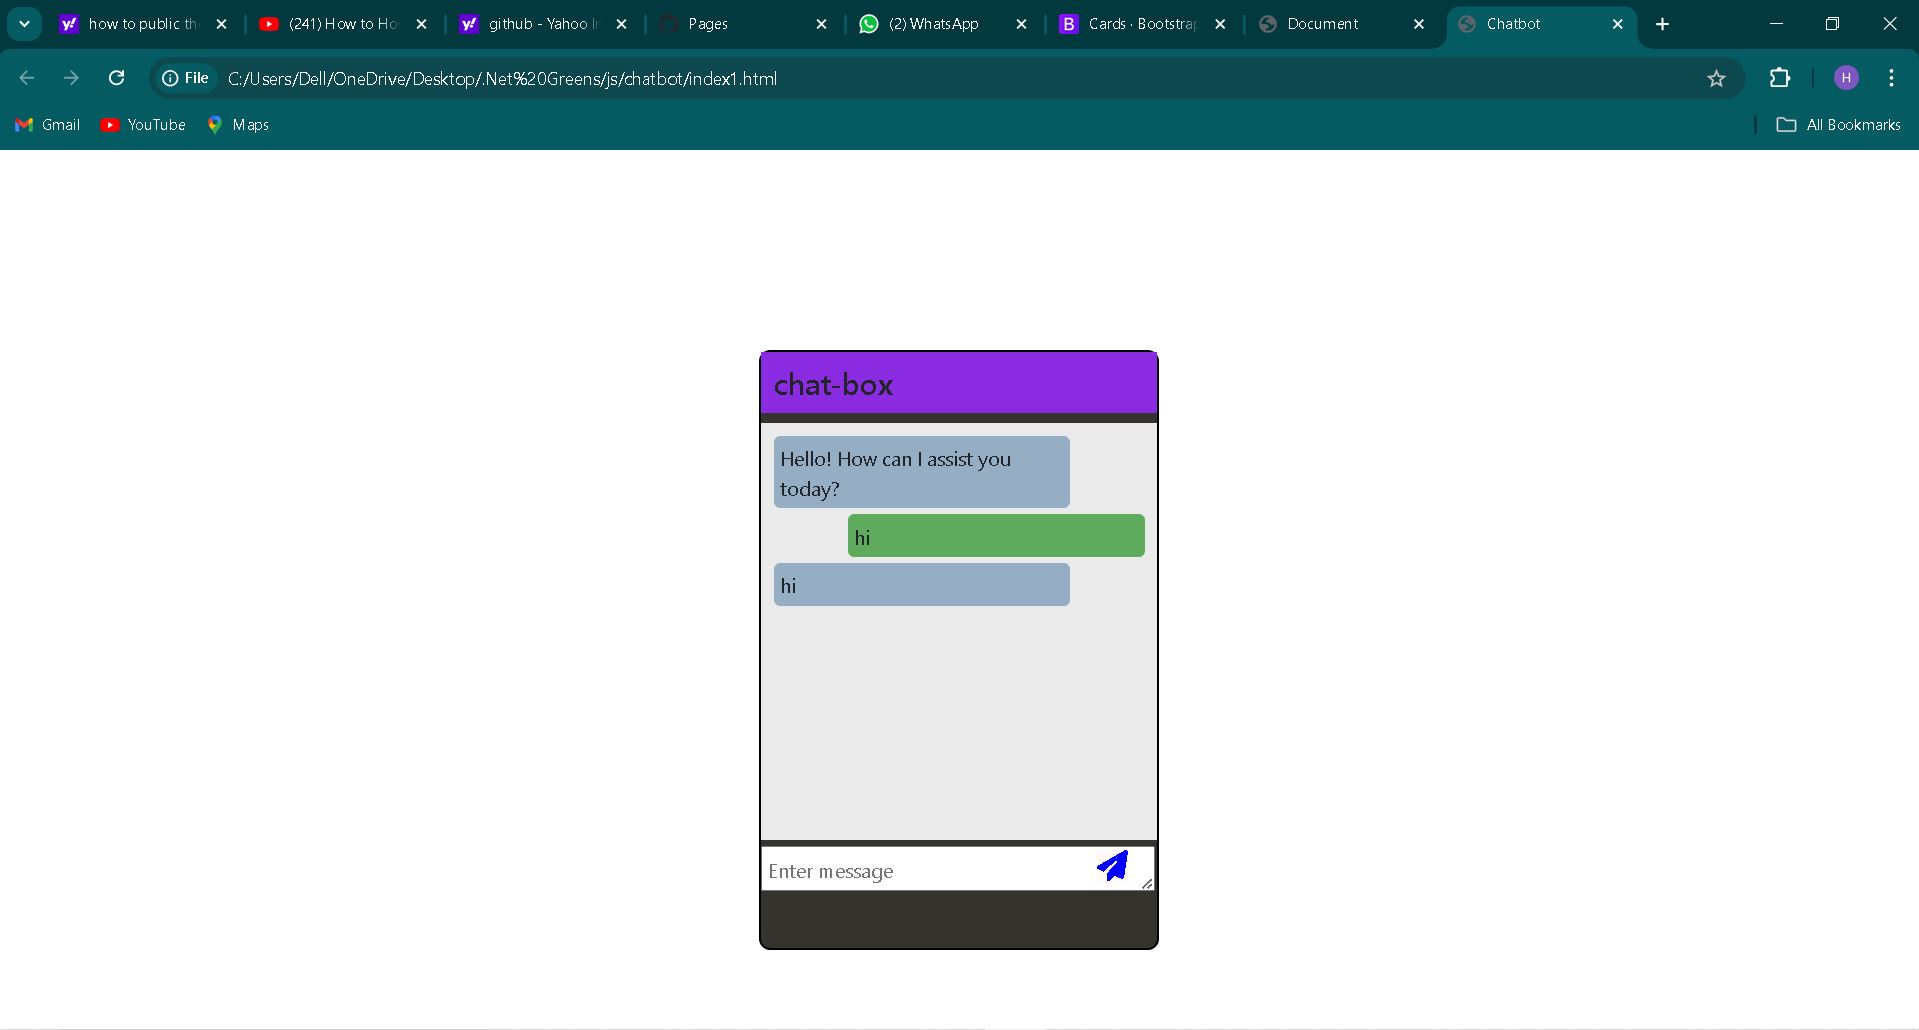 how to public th
(241) How to Ho
github - Yahoo I
Pages
(2) WhatsApp
Cards · Bootstrap
Document
Chatbot
File
C:/Users/Dell/OneDrive/Desktop/.Net%20Greens/js/chatbot/index1.html
H
Gmail
YouTube
Maps
All Bookmarks
chat-box
Hello! How can I assist you
today?
hi
hi
Enter message